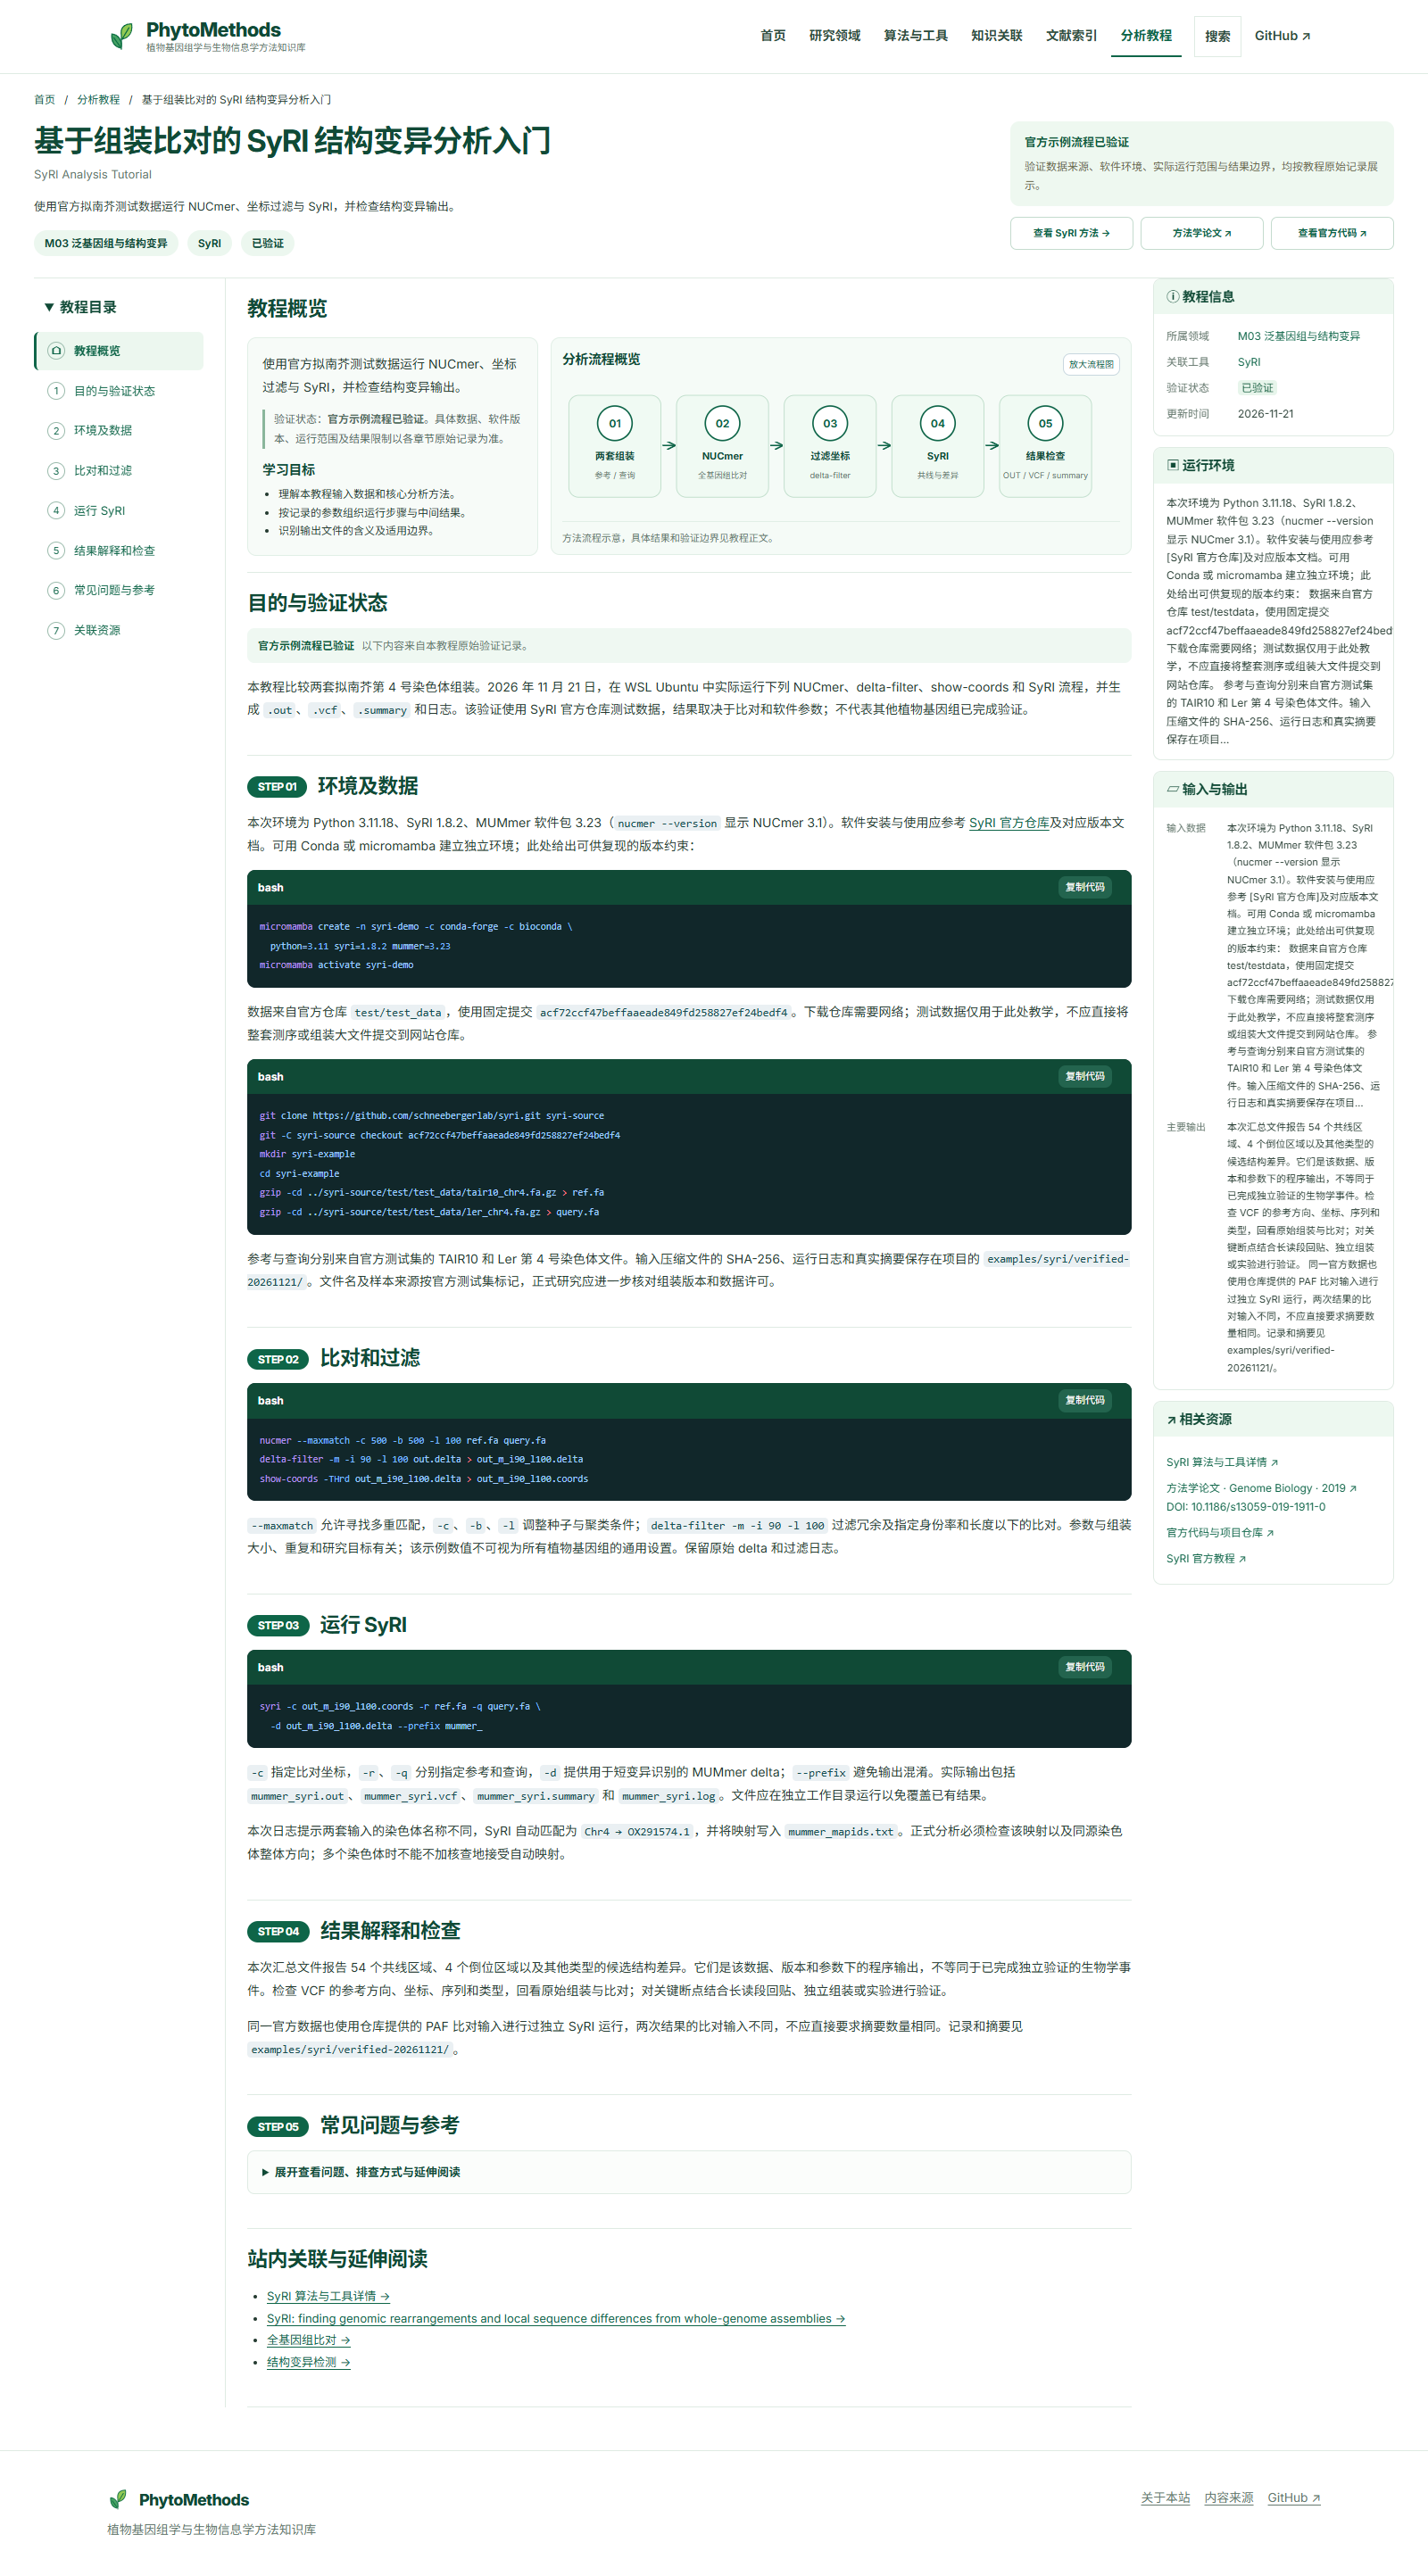 PhytoMethods
植物基因组学与生物信息学方法知识库
首页 研究领域 算法与工具 知识关联 文献索引 分析教程 搜索 GitHub ↗
首页 / 分析教程 / 基于组装比对的 SyRI 结构变异分析入门
基于组装比对的 SyRI 结构变异分析入门
SyRI Analysis Tutorial
使用官方拟南芥测试数据运行 NUCmer、坐标过滤与 SyRI，并检查结构变异输出。
M03 泛基因组与结构变异 SyRI 已验证
官方示例流程已验证
验证数据来源、软件环境、实际运行范围与结果边界，均按教程原始记录展
示。
查看 SyRI 方法 → 方法学论文 ↗ 查看官方代码 ↗
▼ 教程目录
教程概览
1 目的与验证状态
2 环境及数据
3 比对和过滤
4 运行 SyRI
5 结果解释和检查
6 常见问题与参考
7 关联资源
教程概览
使用官方拟南芥测试数据运行 NUCmer、坐标
过滤与 SyRI，并检查结构变异输出。
验证状态：官方示例流程已验证。具体数据、软件版
本、运行范围及结果限制以各章节原始记录为准。
学习目标
• 理解本教程输入数据和核心分析方法。
• 按记录的参数组织运行步骤与中间结果。
• 识别输出文件的含义及适用边界。
分析流程概览
放大流程图
01 → 02 → 03 → 04 → 05
两套组装 NUCmer 过滤坐标 SyRI 结果检查
参考 / 查询 全基因组比对 delta-filter 共线与差异 OUT / VCF / summary
方法流程示意，具体结果和验证边界见教程正文。
目的与验证状态
官方示例流程已验证 以下内容来自本教程原始验证记录。
本教程比较两套拟南芥第 4 号染色体组装。2026 年 11 月 21 日，在 WSL Ubuntu 中实际运行下列 NUCmer、delta-filter、show-coords 和 SyRI 流程，并生
成 .out、.vcf、.summary 和日志。该验证使用 SyRI 官方仓库测试数据，结果取决于比对和软件参数；不代表其他植物基因组已完成验证。
STEP 01 环境及数据
本次环境为 Python 3.11.18、SyRI 1.8.2、MUMmer 软件包 3.23（nucmer --version 显示 NUCmer 3.1）。软件安装与使用应参考 SyRI 官方仓库及对应版本文
档。可用 Conda 或 micromamba 建立独立环境；此处给出可供复现的版本约束：
bash 复制代码
micromamba create -n syri-demo -c conda-forge -c bioconda \
python=3.11 syri=1.8.2 mummer=3.23
micromamba activate syri-demo
数据来自官方仓库 test/test_data，使用固定提交 acf72ccf47beffaaeade849fd258827ef24bedf4。下载仓库需要网络；测试数据仅用于此处教学，不应直接将
整套测序或组装大文件提交到网站仓库。
bash 复制代码
git clone https://github.com/schneebergerlab/syri.git syri-source
git -C syri-source checkout acf72ccf47beffaaeade849fd258827ef24bedf4
mkdir syri-example
cd syri-example
gzip -cd ../syri-source/test/test_data/tair10_chr4.fa.gz > ref.fa
gzip -cd ../syri-source/test/test_data/ler_chr4.fa.gz > query.fa
参考与查询分别来自官方测试集的 TAIR10 和 Ler 第 4 号染色体文件。输入压缩文件的 SHA-256、运行日志和真实摘要保存在项目的 examples/syri/verified-
20261121/。文件名及样本来源按官方测试集标记，正式研究应进一步核对组装版本和数据许可。
STEP 02 比对和过滤
bash 复制代码
nucmer --maxmatch -c 500 -b 500 -l 100 ref.fa query.fa
delta-filter -m -i 90 -l 100 out.delta > out_m_i90_l100.delta
show-coords -THrd out_m_i90_l100.delta > out_m_i90_l100.coords
--maxmatch 允许寻找多重匹配，-c、-b、-l 调整种子与聚类条件；delta-filter -m -i 90 -l 100 过滤冗余及指定身份率和长度以下的比对。参数与组装
大小、重复和研究目标有关；该示例数值不可视为所有植物基因组的通用设置。保留原始 delta 和过滤日志。
STEP 03 运行 SyRI
bash 复制代码
syri -c out_m_i90_l100.coords -r ref.fa -q query.fa \
-d out_m_i90_l100.delta --prefix mummer_
-c 指定比对坐标，-r、-q 分别指定参考和查询，-d 提供用于短变异识别的 MUMmer delta；--prefix 避免输出混淆。实际输出包括
mummer_syri.out、mummer_syri.vcf、mummer_syri.summary 和 mummer_syri.log。文件应在独立工作目录运行以免覆盖已有结果。
本次日志提示两套输入的染色体名称不同，SyRI 自动匹配为 Chr4 → OX291574.1，并将映射写入 mummer_mapids.txt。正式分析必须检查该映射以及同源染色
体整体方向；多个染色体时不能不加核查地接受自动映射。
STEP 04 结果解释和检查
本次汇总文件报告 54 个共线区域、4 个倒位区域以及其他类型的候选结构差异。它们是该数据、版本和参数下的程序输出，不等同于已完成独立验证的生物学事
件。检查 VCF 的参考方向、坐标、序列和类型，回看原始组装与比对；对关键断点结合长读段回贴、独立组装或实验进行验证。
同一官方数据也使用仓库提供的 PAF 比对输入进行过独立 SyRI 运行，两次结果的比对输入不同，不应直接要求摘要数量相同。记录和摘要见
examples/syri/verified-20261121/。
STEP 05 常见问题与参考
▶ 展开查看问题、排查方式与延伸阅读
站内关联与延伸阅读
• SyRI 算法与工具详情 →
• SyRI: finding genomic rearrangements and local sequence differences from whole-genome assemblies →
• 全基因组比对 →
• 结构变异检测 →
教程信息
所属领域 M03 泛基因组与结构变异
关联工具 SyRI
验证状态 已验证
更新时间 2026-11-21
运行环境
本次环境为 Python 3.11.18、SyRI 1.8.2、
MUMmer 软件包 3.23（nucmer --version
显示 NUCmer 3.1）。软件安装与使用应参考
[SyRI 官方仓库]及对应版本文档。可用
Conda 或 micromamba 建立独立环境；此
处给出可供复现的版本约束： 数据来自官方
仓库 test/testdata，使用固定提交
acf72ccf47beffaaeade849fd258827ef24bed
下载仓库需要网络；测试数据仅用于此处教
学，不应直接将整套测序或组装大文件提交到
网站仓库。 参考与查询分别来自官方测试集
的 TAIR10 和 Ler 第 4 号染色体文件。输入
压缩文件的 SHA-256、运行日志和真实摘要
保存在项目...
输入与输出
输入数据 本次环境为 Python 3.11.18、SyRI
1.8.2、MUMmer 软件包 3.23
（nucmer --version 显示
NUCmer 3.1）。软件安装与使用应
参考 [SyRI 官方仓库]及对应版本文
档。可用 Conda 或 micromamba
建立独立环境；此处给出可供复现
的版本约束： 数据来自官方仓库
test/testdata，使用固定提交
acf72ccf47beffaaeade849fd258827
下载仓库需要网络；测试数据仅用
于此处教学，不应直接将整套测序
或组装大文件提交到网站仓库。 参
考与查询分别来自官方测试集的
TAIR10 和 Ler 第 4 号染色体文
件。输入压缩文件的 SHA-256、运
行日志和真实摘要保存在项目...
主要输出 本次汇总文件报告 54 个共线区
域、4 个倒位区域以及其他类型的
候选结构差异。它们是该数据、版
本和参数下的程序输出，不等同于
已完成独立验证的生物学事件。检
查 VCF 的参考方向、坐标、序列和
类型，回看原始组装与比对；对关
键断点结合长读段回贴、独立组装
或实验进行验证。 同一官方数据也
使用仓库提供的 PAF 比对输入进行
过独立 SyRI 运行，两次结果的比
对输入不同，不应直接要求摘要数
量相同。记录和摘要见
examples/syri/verified-
20261121/。
↗ 相关资源
SyRI 算法与工具详情 ↗
方法学论文 · Genome Biology · 2019 ↗
DOI: 10.1186/s13059-019-1911-0
官方代码与项目仓库 ↗
SyRI 官方教程 ↗
PhytoMethods
植物基因组学与生物信息学方法知识库
关于本站 内容来源 GitHub ↗